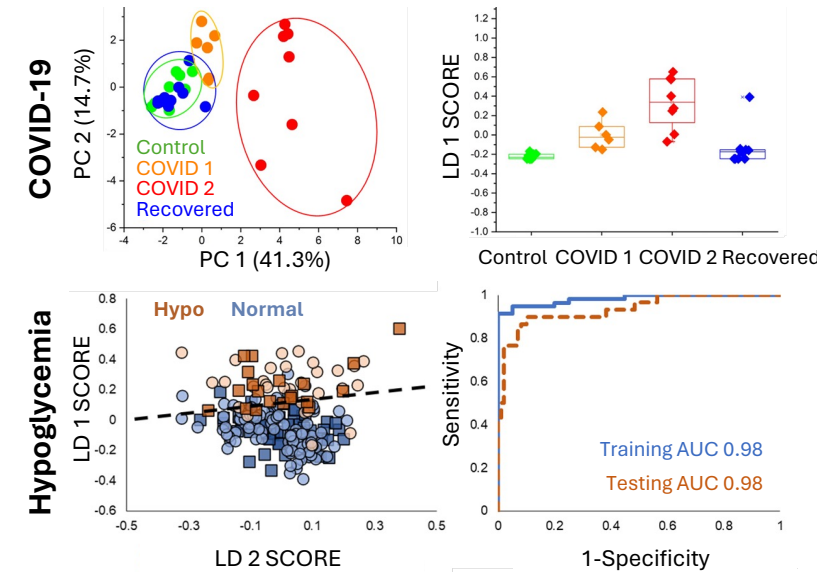 COVID-19
PC 2 (14.7%)
2
0
-2
-4
-6
Control
COVID 1
COVID 2
Recovered
-4 -2 0 2 4 6 8 10
PC 1 (41.3%)
LD 1 SCORE
1.2
1.0
0.8
0.6
0.4
0.2
0.0
-0.2
-0.4
-0.6
-0.8
-1.0
Control COVID 1 COVID 2 Recovered
Hypoglycemia
LD 1 SCORE
0.8
0.6
0.4
0.2
0
-0.2
-0.4
-0.6
Hypo Normal
-0.5 -0.3 -0.1 0.1 0.3 0.5
LD 2 SCORE
Sensitivity
1
0.8
0.6
0.4
0.2
0
Training AUC 0.98
Testing AUC 0.98
0 0.2 0.4 0.6 0.8 1
1-Specificity